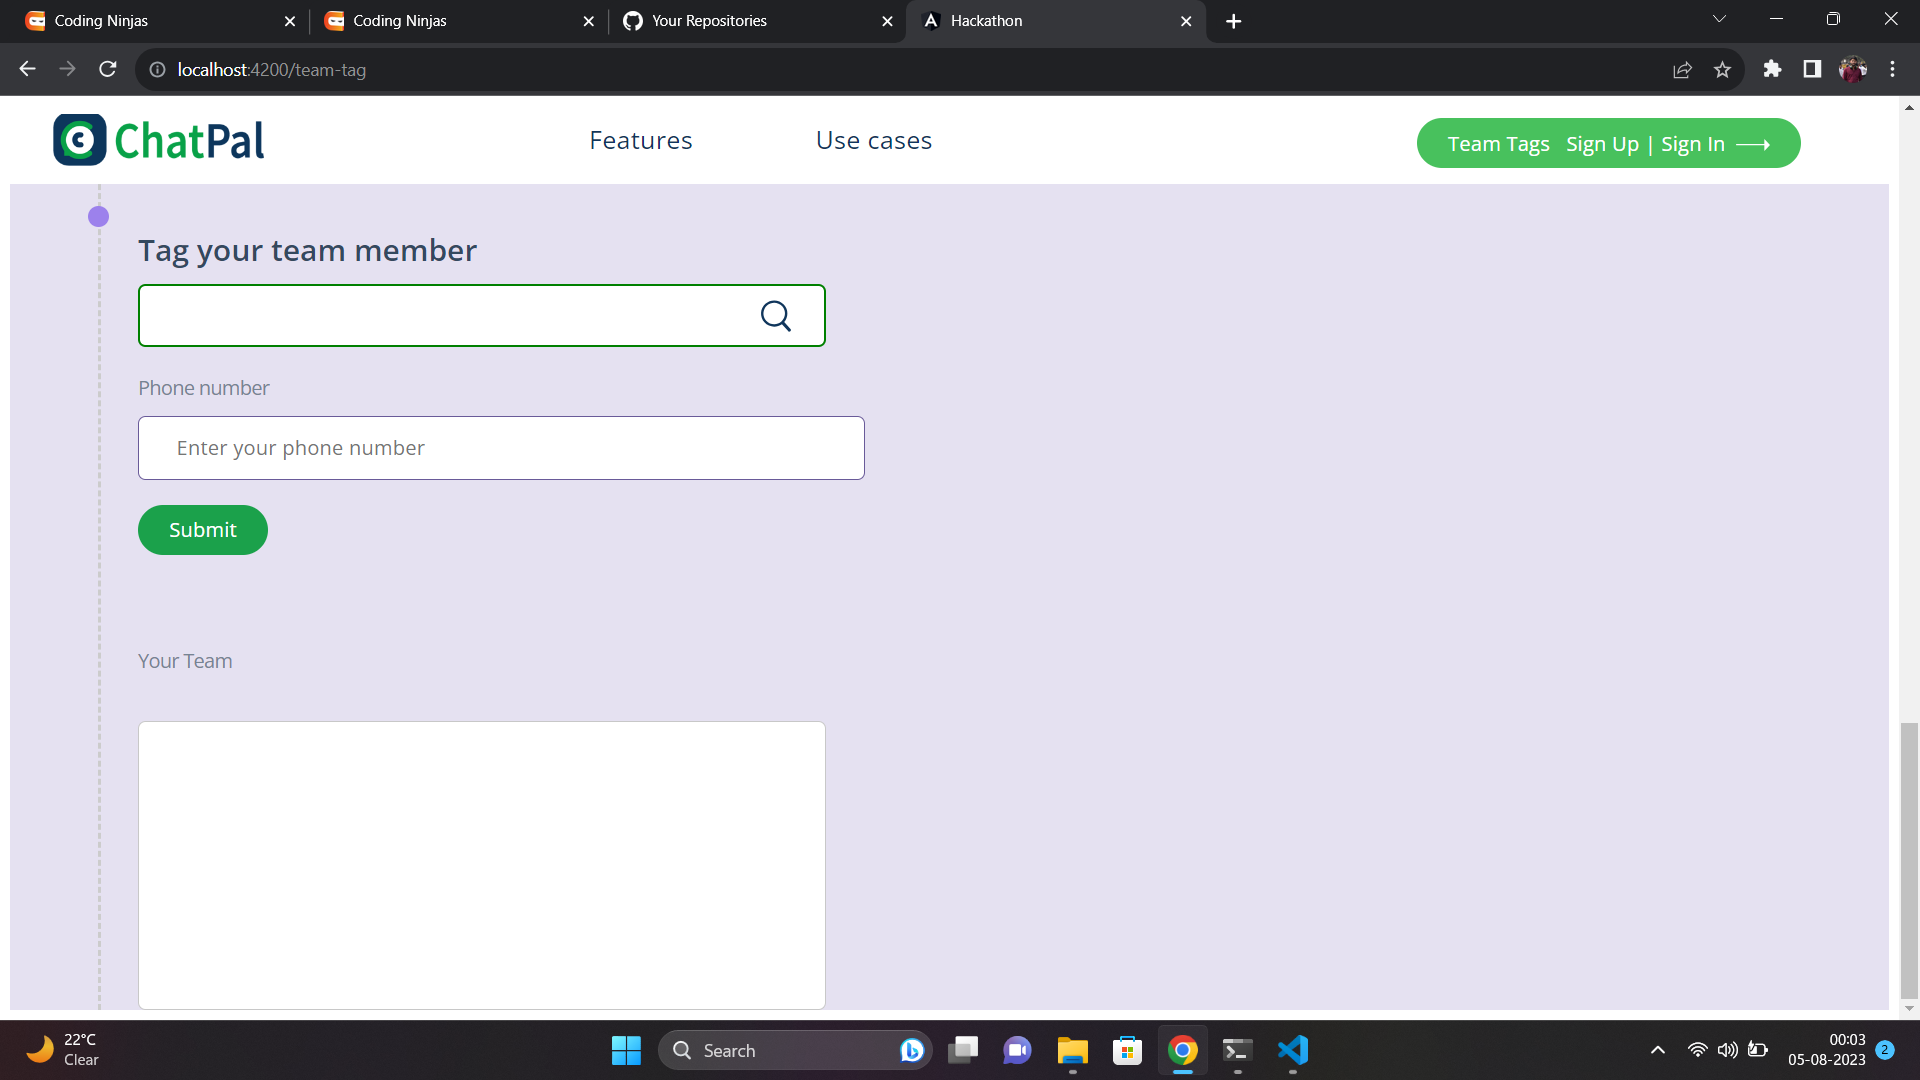 Coding Ninjas
Coding Ninjas
Your Repositories
Hackathon
localhost:4200/team-tag
ChatPal
Features
Use cases
Team Tags Sign Up | Sign In
Tag your team member
Phone number
Enter your phone number
Submit
Your Team
22°C
Clear
Search
00:03
05-08-2023
2